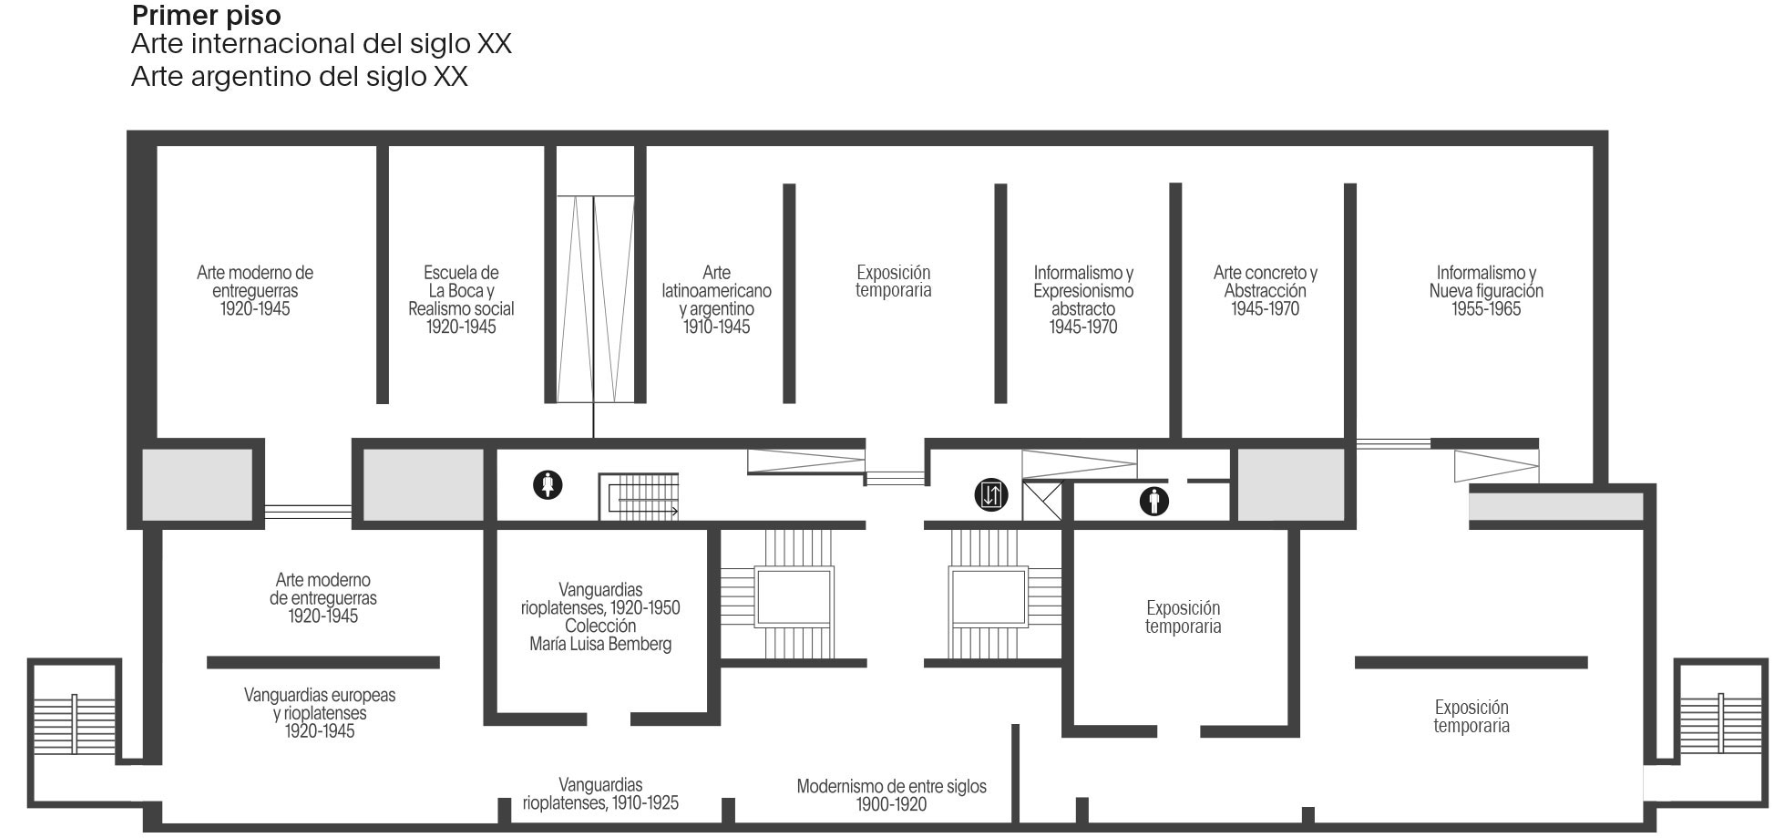 Primer piso
Arte internacional del siglo XX
Arte argentino del siglo XX
Arte moderno de
entreguerras
1920-1945
Escuela de
La Boca y
Realismo social
1920-1945
Arte
latinoamericano
y argentino
1910-1945
Exposición
temporaria
Informalismo y
Expresionismo
abstracto
1945-1970
Arte concreto y
Abstracción
1945-1970
Informalismo y
Nueva figuración
1955-1965
Arte moderno
de entreguerras
1920-1945
Vanguardias
rioplatenses, 1920-1950
Colección
María Luisa Bemberg
Exposición
temporaria
Vanguardias europeas
y rioplatenses
1920-1945
Exposición
temporaria
Vanguardias
rioplatenses, 1910-1925
Modernismo de entre siglos
1900-1920